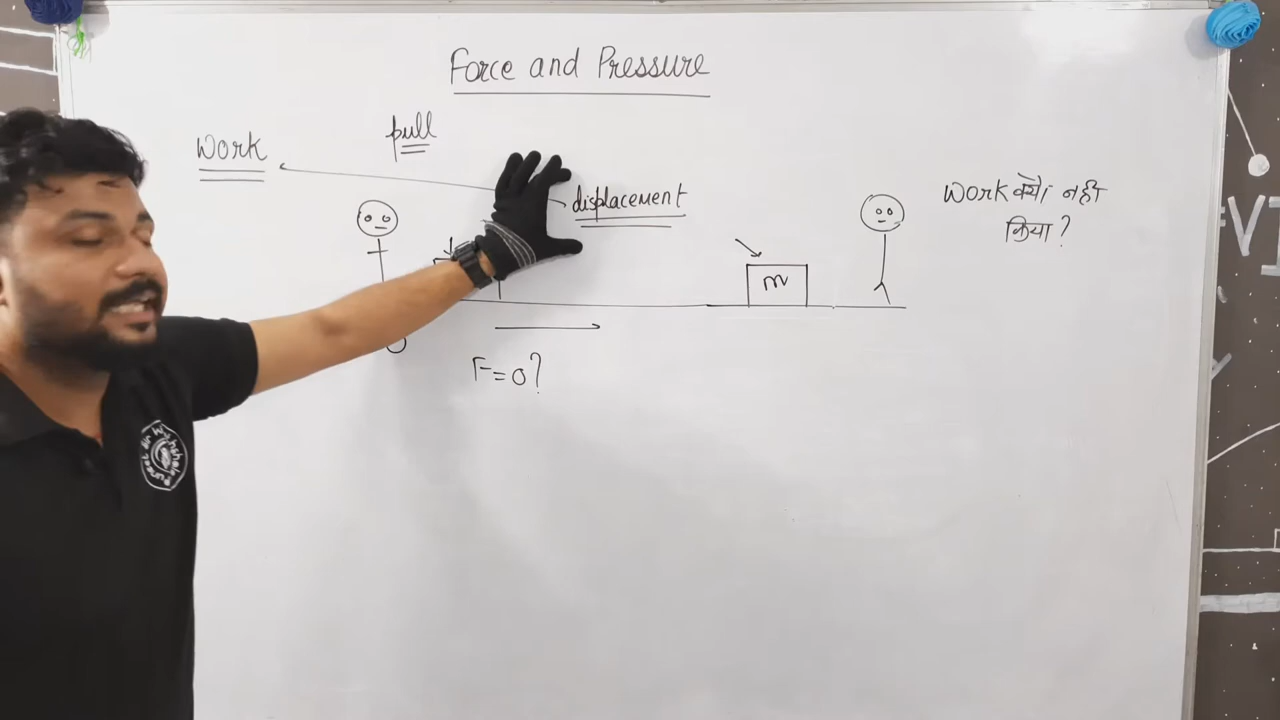 Force and Pressure
pull
Work
displacement
Work क्यों नहीं
किया?
m
F=0?